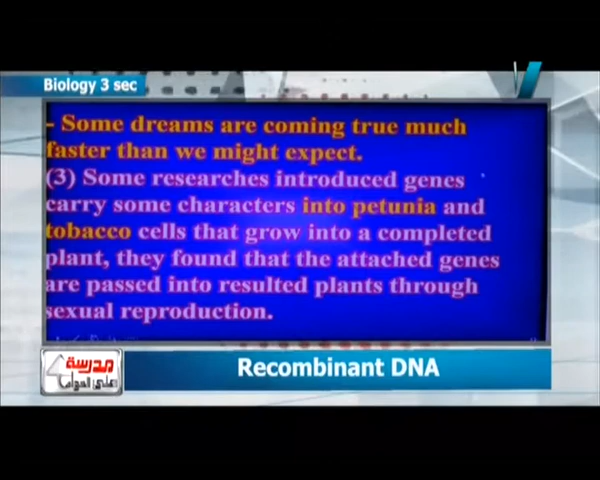 Biology 3 sec
- Some dreams are coming true much
faster than we might expect.
(3) Some researches introduced genes
carry some characters into petunia and
tobacco cells that grow into a completed
plant, they found that the attached genes
are passed into resulted plants through
sexual reproduction.
مدرسة
على الهواء
Recombinant DNA